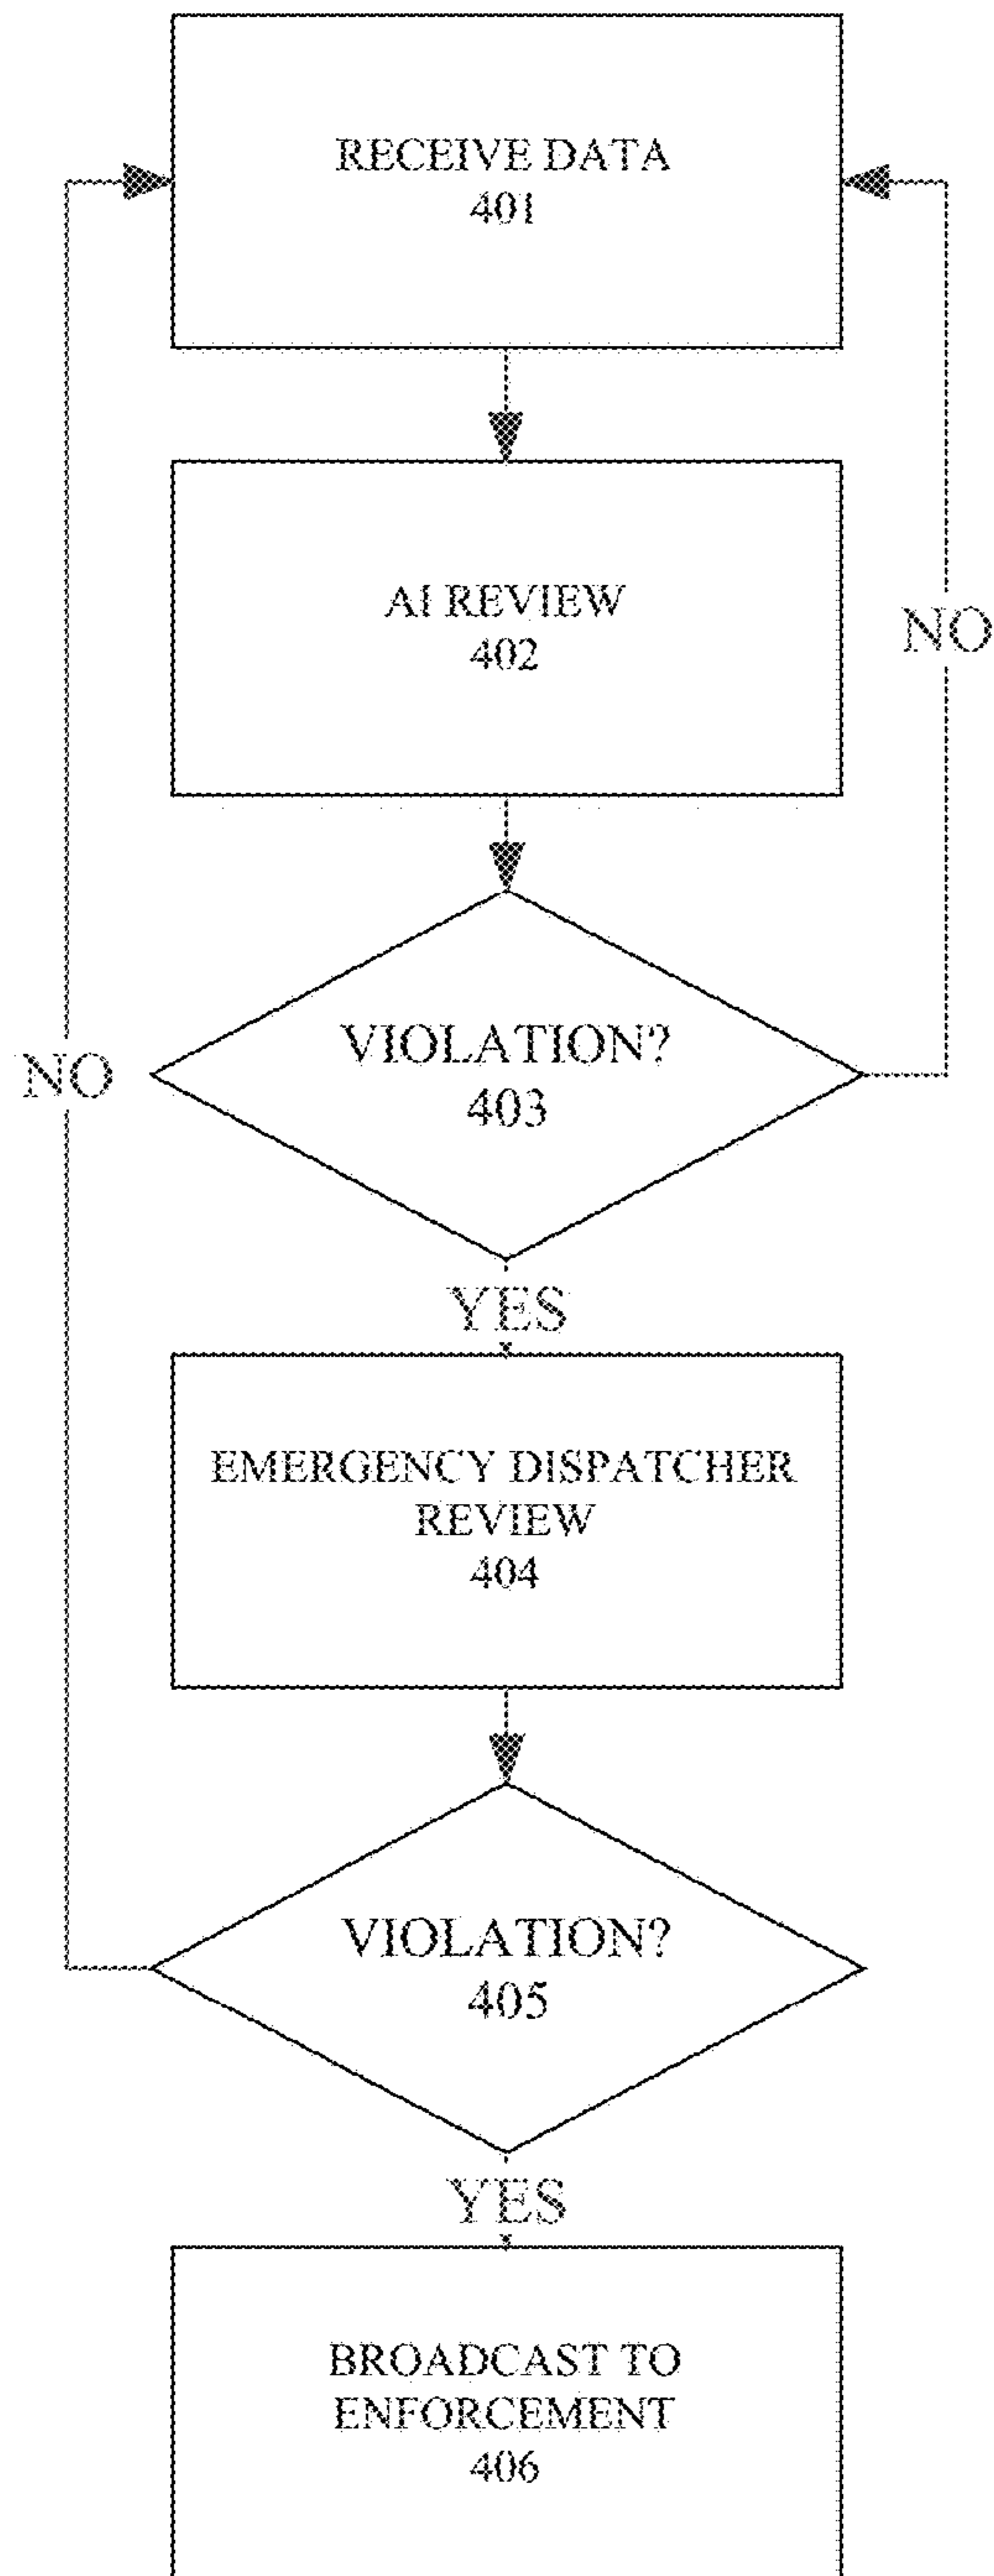 RECEIVE DATA
401
AI REVIEW
402
NO
VIOLATION?
403
NO
YES
EMERGENCY DISPATCHER
REVIEW
404
VIOLATION?
405
YES
BROADCAST TO
ENFORCEMENT
406